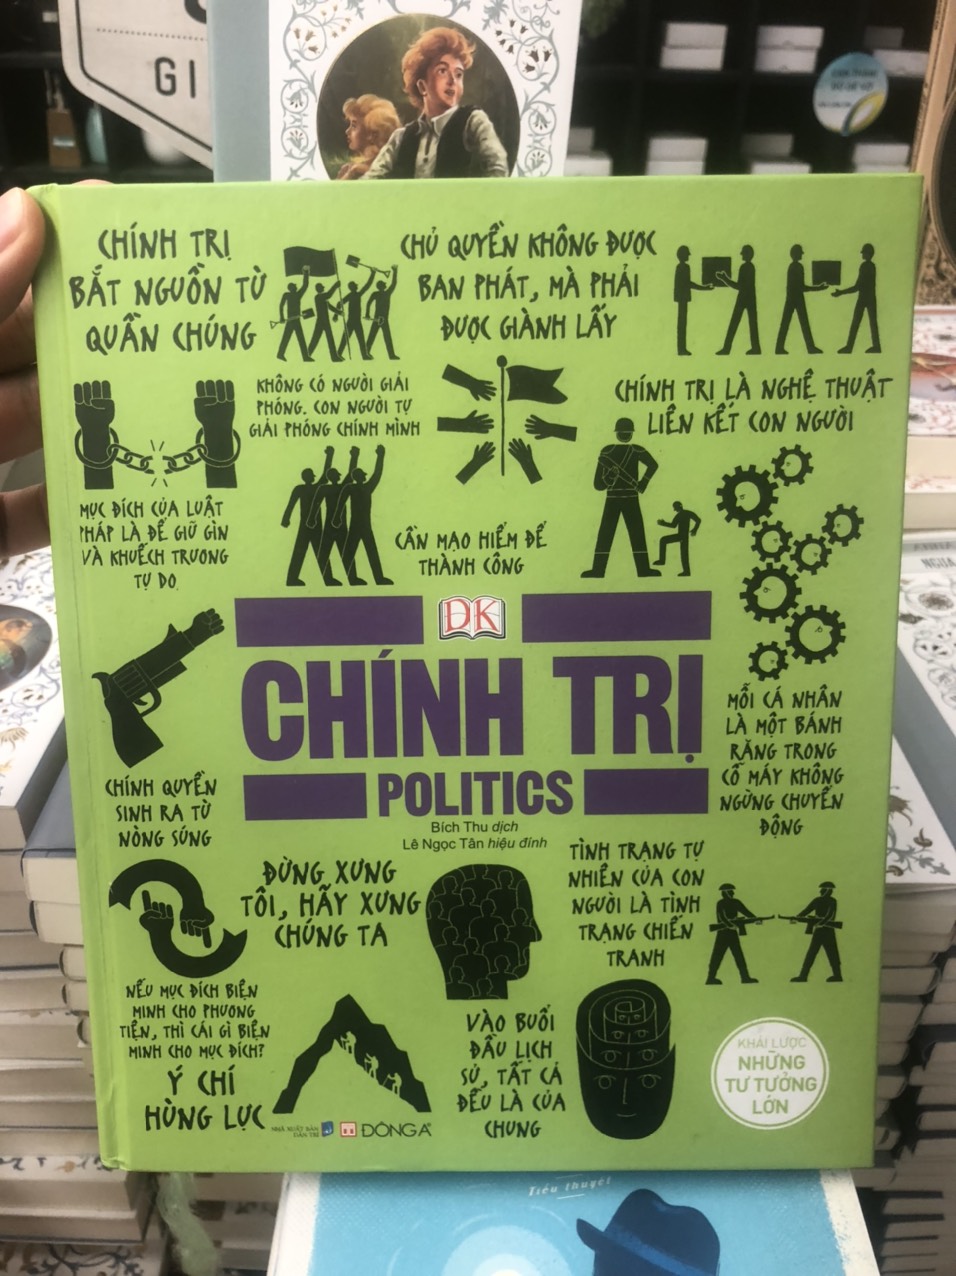 GI
CHÍNH TRỊ
BẮT NGUỒN TỪ
QUẦN CHÚNG
CHỦ QUYỀN KHÔNG ĐƯỢC
BAN PHÁT, MÀ PHẢI
ĐƯỢC GIÀNH LẤY
KHÔNG CÓ NGƯỜI GIẢI
PHÓNG. CON NGƯỜI TỰ
GIẢI PHÓNG CHÍNH MÌNH
CHÍNH TRỊ LÀ NGHỆ THUẬT
LIÊN KẾT CON NGƯỜI
MỤC ĐÍCH CỦA LUẬT
PHÁP LÀ ĐỂ GIỮ GÌN
VÀ KHUẾCH TRƯƠNG
TỰ DO
CẦN MẠO HIỂM ĐỂ
THÀNH CÔNG
DK
CHÍNH TRỊ
POLITICS
Bích Thu dịch
Lê Ngọc Tân hiệu đính
MỖI CÁ NHÂN
LÀ MỘT BÁNH
RĂNG TRONG
CỖ MÁY KHÔNG
NGỪNG CHUYỂN
ĐỘNG
CHÍNH QUYỀN
SINH RA TỪ
NÒNG SÚNG
ĐỪNG XƯNG
TÔI, HÃY XƯNG
CHÚNG TA
TÌNH TRẠNG TỰ
NHIÊN CỦA CON
NGƯỜI LÀ TÌNH
TRẠNG CHIẾN
TRANH
NẾU MỤC ĐÍCH BIỆN
MINH CHO PHƯƠNG
TIỆN, THÌ CÁI GÌ BIỆN
MINH CHO MỤC ĐÍCH?
Ý CHÍ
HÙNG LỰC
VÀO BUỔI
ĐẦU LỊCH
SỬ, TẤT CẢ
ĐỀU LÀ CỦA
CHUNG
KHÁI LƯỢC
NHỮNG
TƯ TƯỞNG
LỚN
NHÀ XUẤT BẢN
DÂN TRÍ
ĐÔNG A
Tiểu thuyết